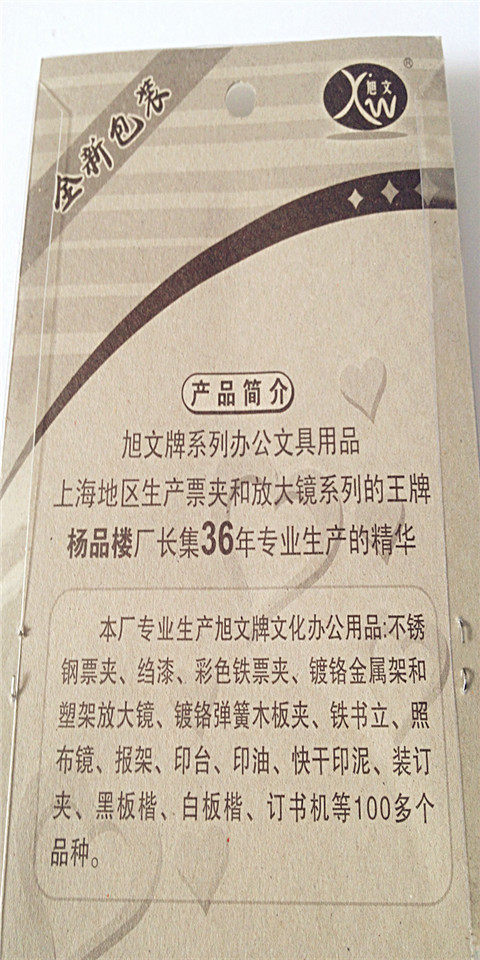 全新包装
旭文
XW
®
产品简介
旭文牌系列办公文具用品
上海地区生产票夹和放大镜系列的王牌
杨品楼厂长集36年专业生产的精华
本厂专业生产旭文牌文化办公用品:不锈
钢票夹、绉漆、彩色铁票夹、镀铬金属架和
塑架放大镜、镀铬弹簧木板夹、铁书立、照
布镜、报架、印台、印油、快干印泥、装订
夹、黑板楷、白板楷、订书机等100多个
品种。